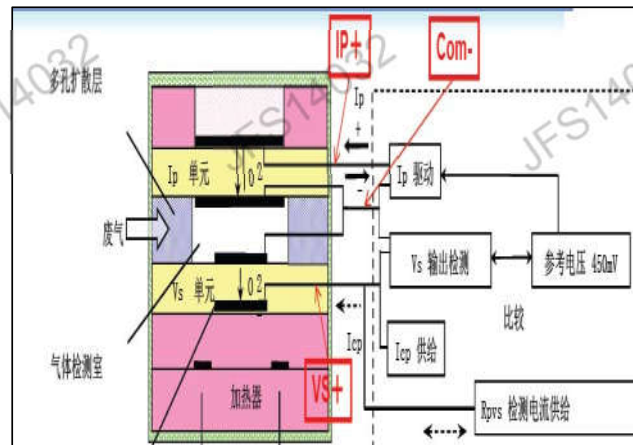 IP+
Com-
JFS14032
JFS14032
多孔扩散层
Ip
+
-
Ip 单元
O2
Ip 驱动
废气
Vs 输出检测
参考电压 450mV
Vs 单元
O2
比较
Icp
Icp 供给
气体检测室
VS+
加热器
Rpvs 检测电流供给